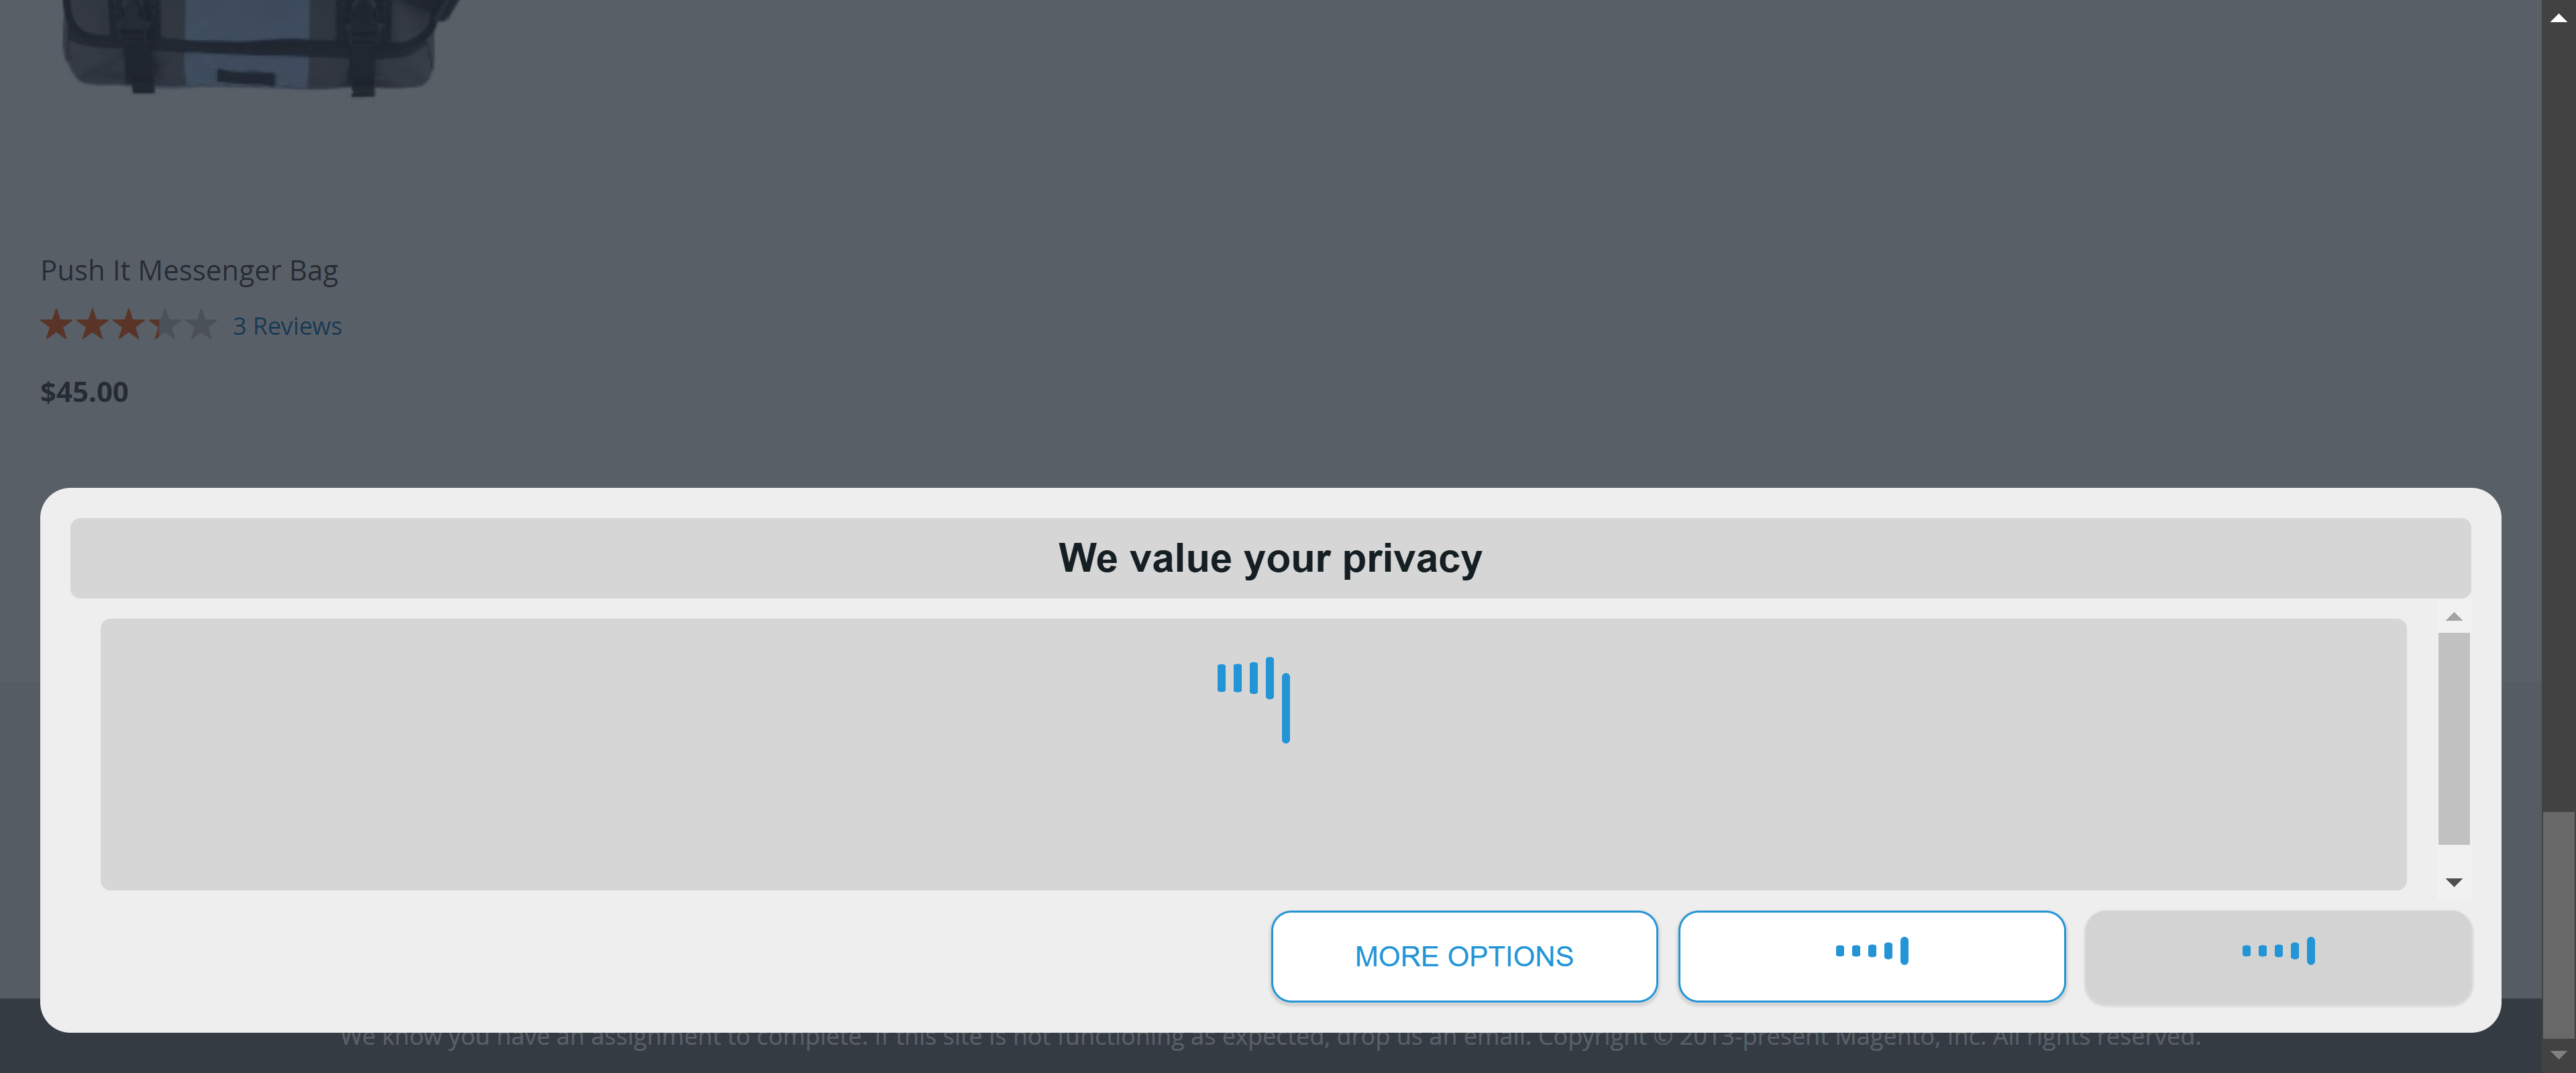 Push It Messenger Bag
3 Reviews
$45.00
We value your privacy
MORE OPTIONS
We know you have an assignment to complete. If this site is not functioning as expected, drop us an email. Copyright © 2013-present Magento, Inc. All rights reserved.